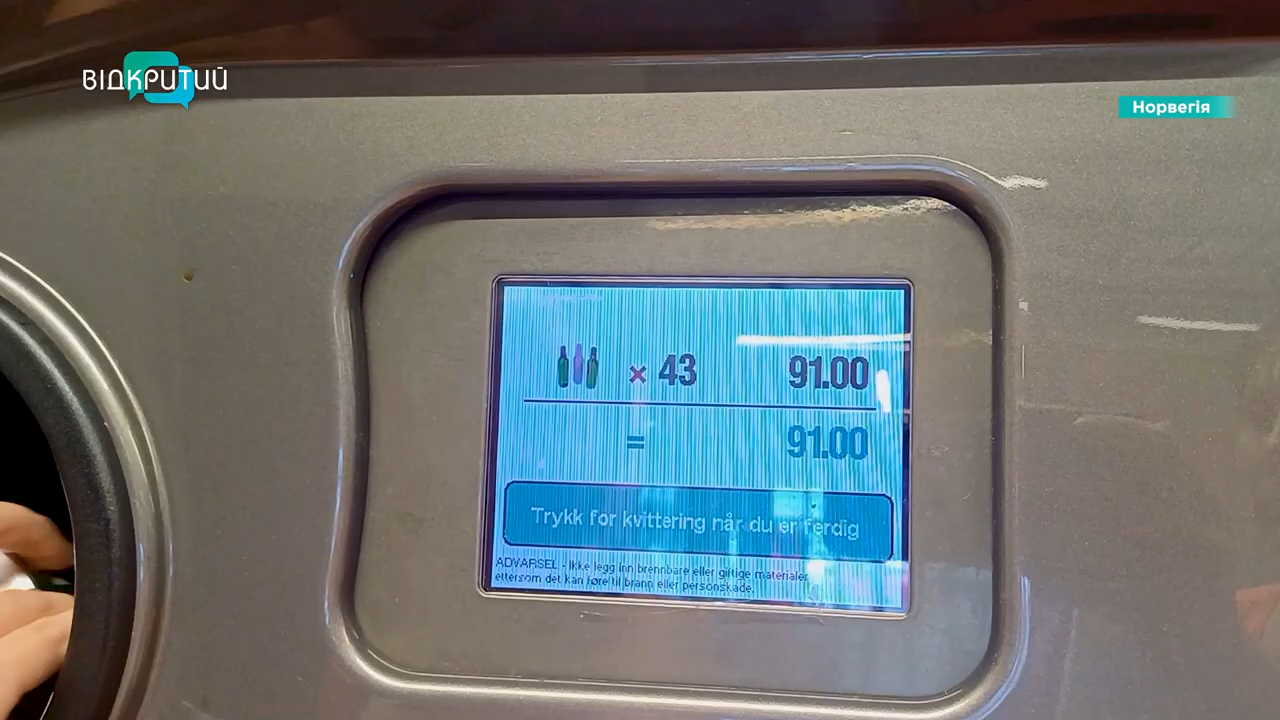 ВІДКРИТИЙ
Норвегія
× 43 91.00
= 91.00
Trykk for kvittering når du er ferdig
ADVARSEL - Ikke legg inn brennbare eller giftige materialer
ettersom det kan føre til brann eller personskade.